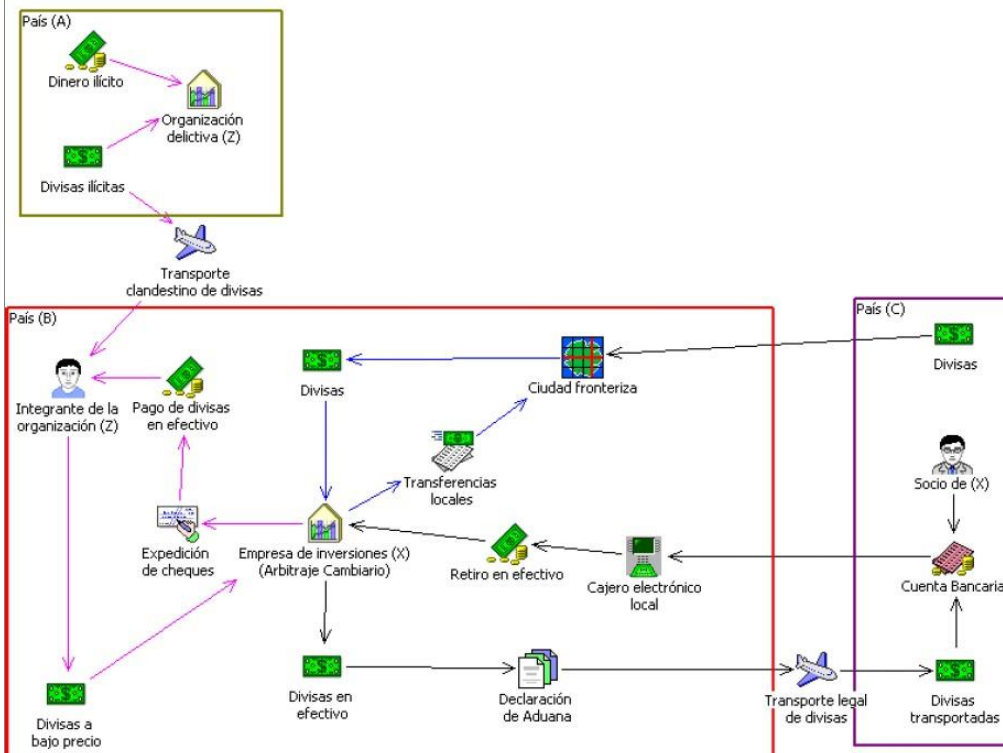 País (A)
Dinero ilícito
Organización
delictiva (Z)
Divisas ilícitas
Transporte
clandestino de divisas
País (B)
Integrante de la
organización (Z)
Pago de divisas
en efectivo
Divisas
Ciudad fronteriza
Transferencias
locales
Expedición
de cheques
Empresa de inversiones (X)
(Arbitraje Cambiario)
Retiro en efectivo
Cajero electrónico
local
Divisas a
bajo precio
Divisas en
efectivo
Declaración
de Aduana
Transporte legal
de divisas
País (C)
Divisas
Socio de (X)
Cuenta Bancaria
Divisas
transportadas